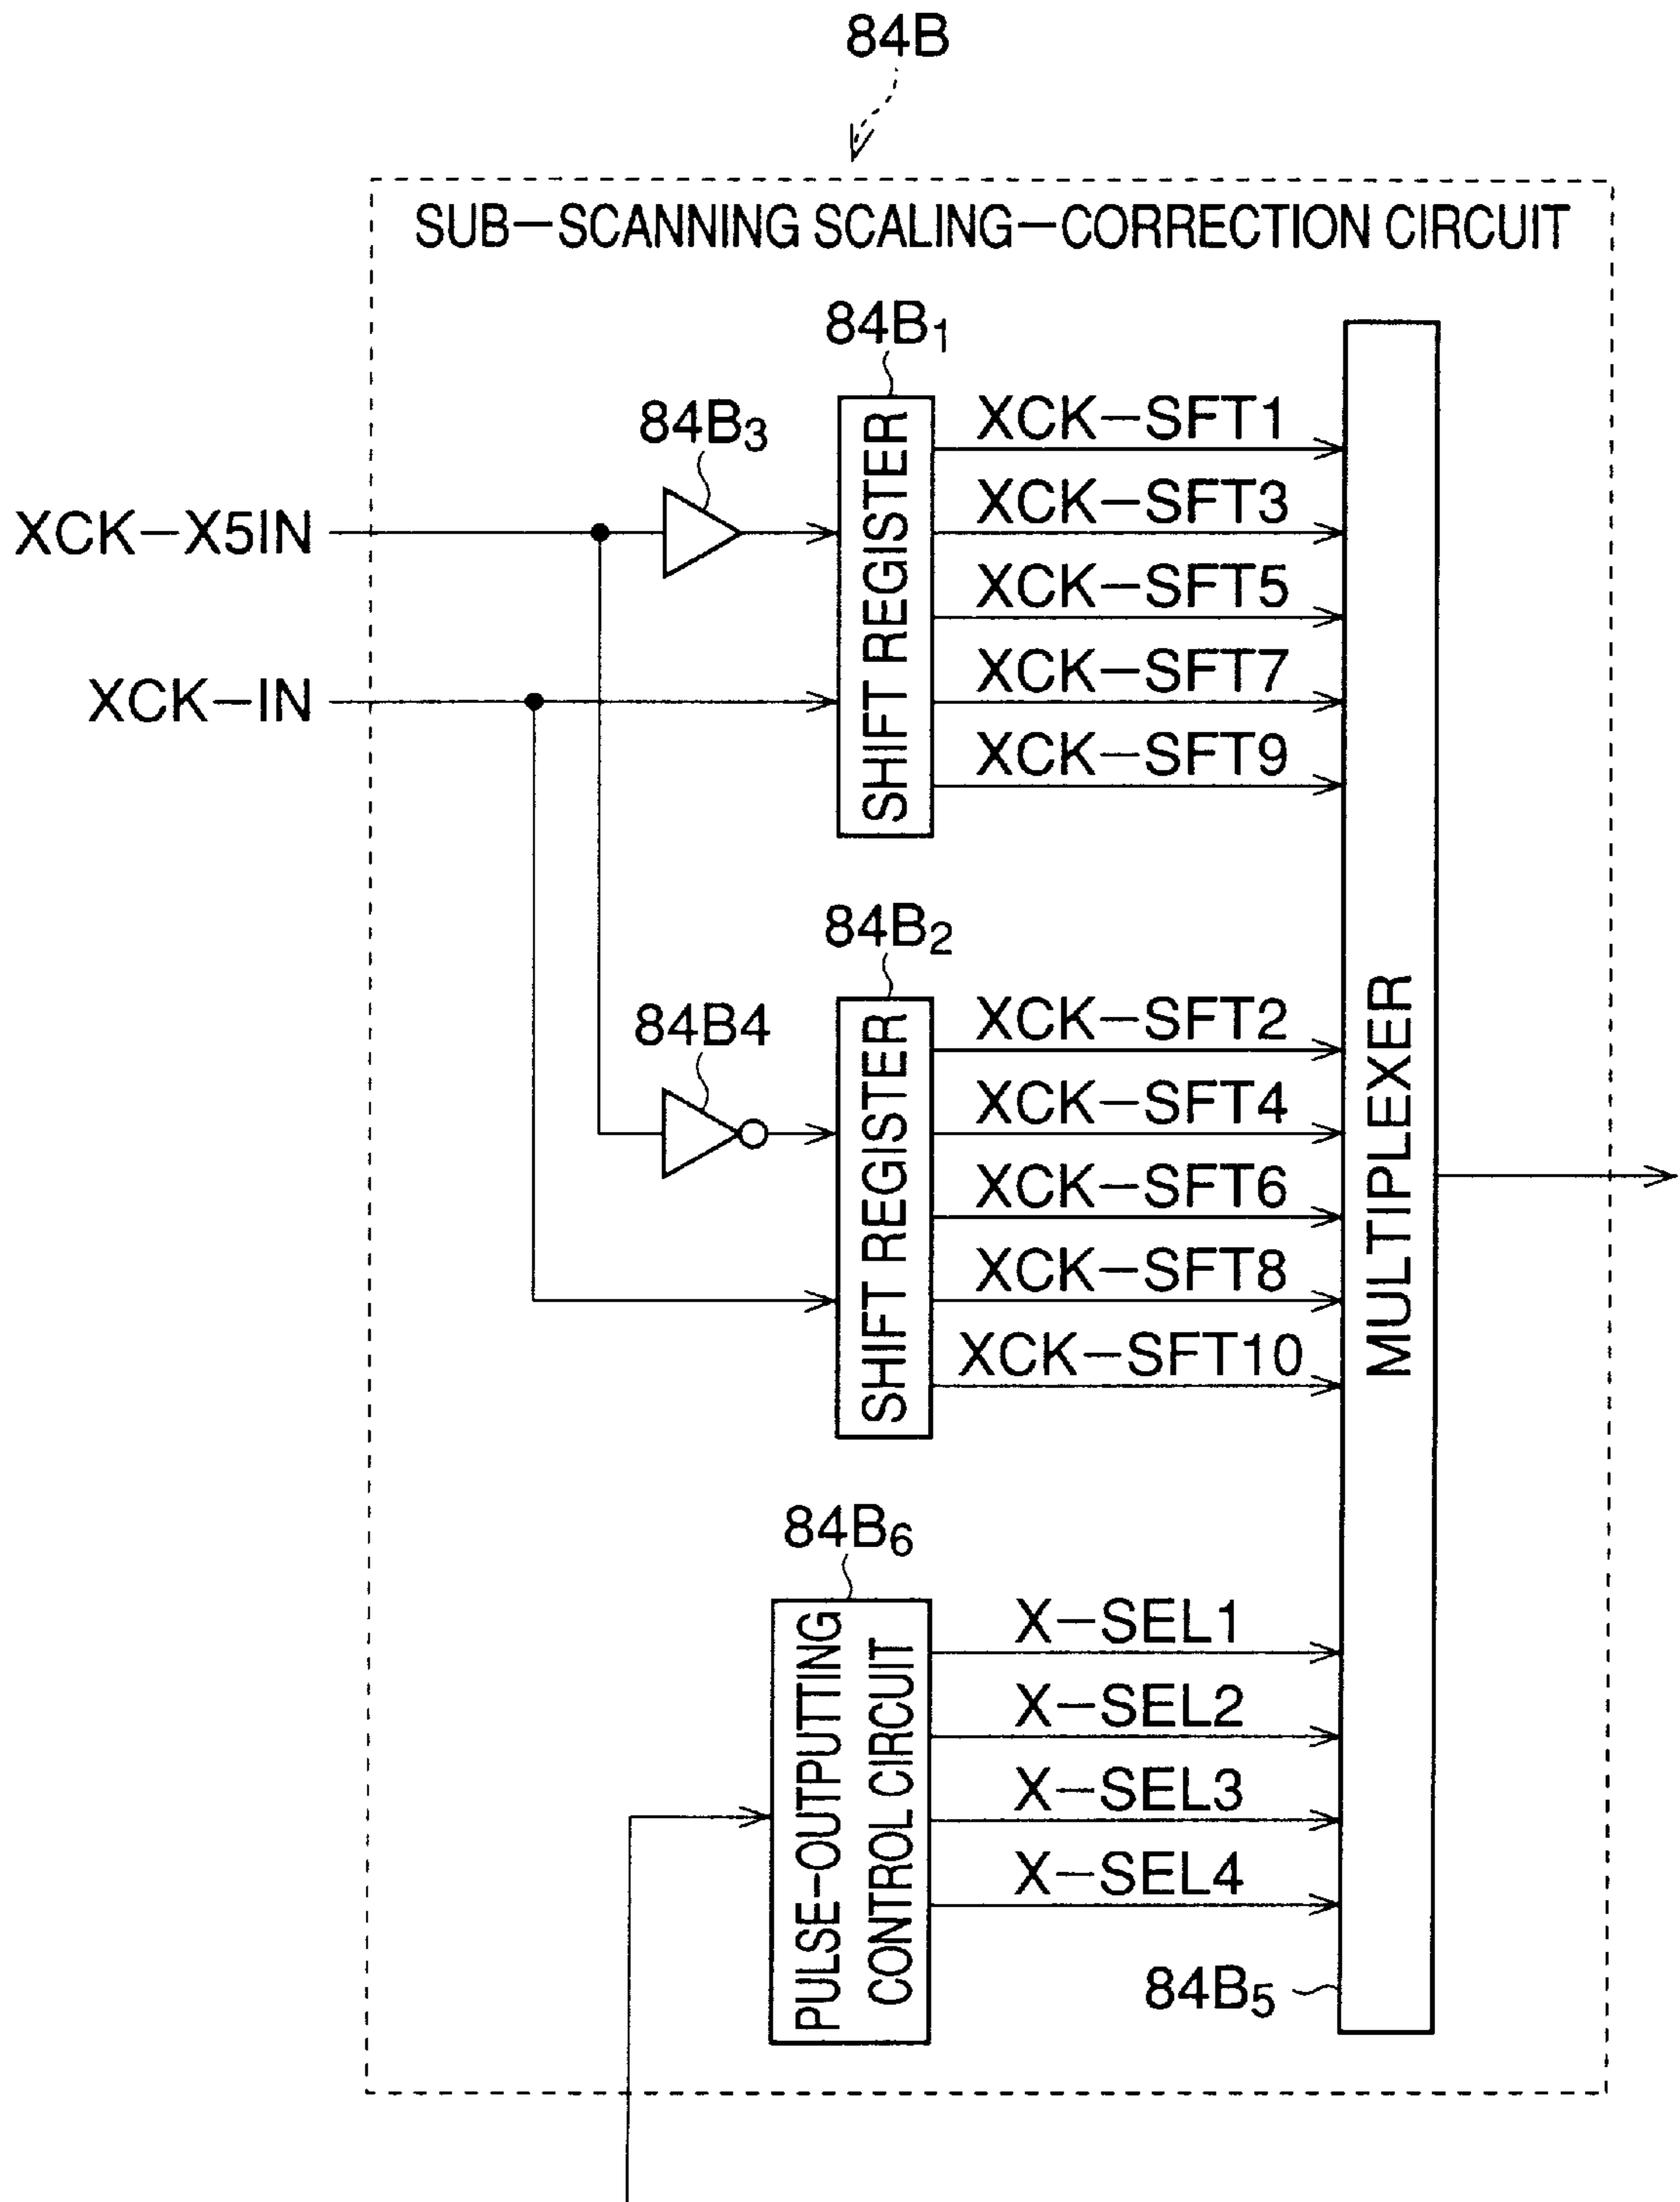 84B
SUB-SCANNING SCALING-CORRECTION CIRCUIT
84B₁
84B₃
XCK-X5IN
XCK-IN
SHIFT REGISTER
XCK-SFT1
XCK-SFT3
XCK-SFT5
XCK-SFT7
XCK-SFT9
84B₂
84B4
SHIFT REGISTER
XCK-SFT2
XCK-SFT4
XCK-SFT6
XCK-SFT8
XCK-SFT10
MULTIPLEXER
84B₆
PULSE-OUTPUTTING
CONTROL CIRCUIT
X-SEL1
X-SEL2
X-SEL3
X-SEL4
84B₅